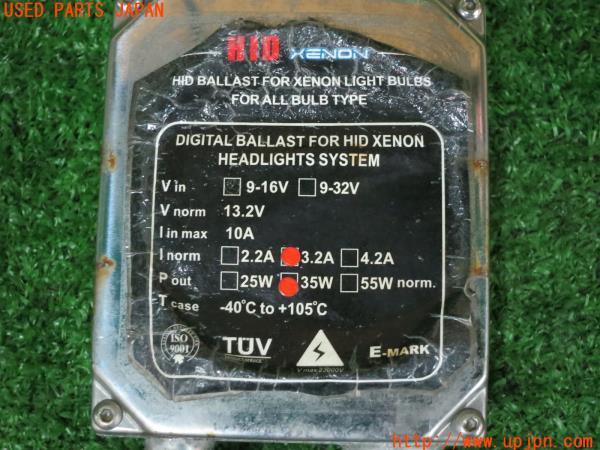 USED PARTS JAPAN
HID XENON
HID BALLAST FOR XENON LIGHT BULBS
FOR ALL BULB TYPE
DIGITAL BALLAST FOR HID XENON
HEADLIGHTS SYSTEM
V in 9-16V 9-32V
V norm 13.2V
I in max 10A
I norm 2.2A 3.2A 4.2A
P out 25W 35W 55W norm.
T case -40°C to +105°C
ISO 9001
TÜV
V max 23000V
E-MARK
http://www.upjpn.com/